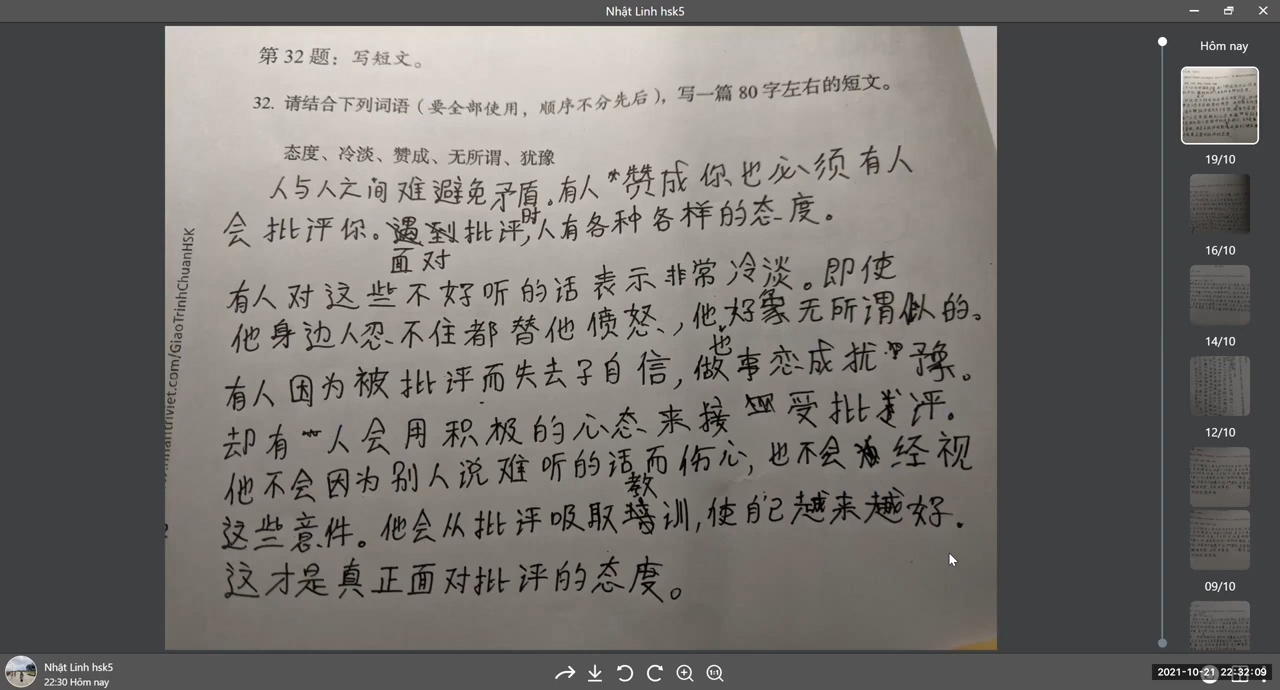 Nhật Linh hsk5
第 32 题：写短文。
32. 请结合下列词语（要全部使用，顺序不分先后），写一篇 80 字左右的短文。
态度、冷淡、赞成、无所谓、犹豫
人与人之间难避免矛盾。有人赞成你也必须有人
会批评你。遇到批评时,人有各种各样的态度。
面对
有人对这些不好听的话表示非常冷淡。即使
他身边人忍不住都替他愤怒、,他好象无所谓似的。
也
有人因为被批评而失去了自信,做事恋成扰豫。
却有人会用积极的心态来接受批评.
他不会因为别人说难听的话而伤心,也不会经视
教
这些意件。他会从批评吸取培训,使自己越来越好.
这才是真正面对批评的态度。
/GiaoTrinhChuanHSK
Hôm nay
19/10
16/10
14/10
12/10
09/10
Nhật Linh hsk5
22:30 Hôm nay
2021-10-21 22:32:09